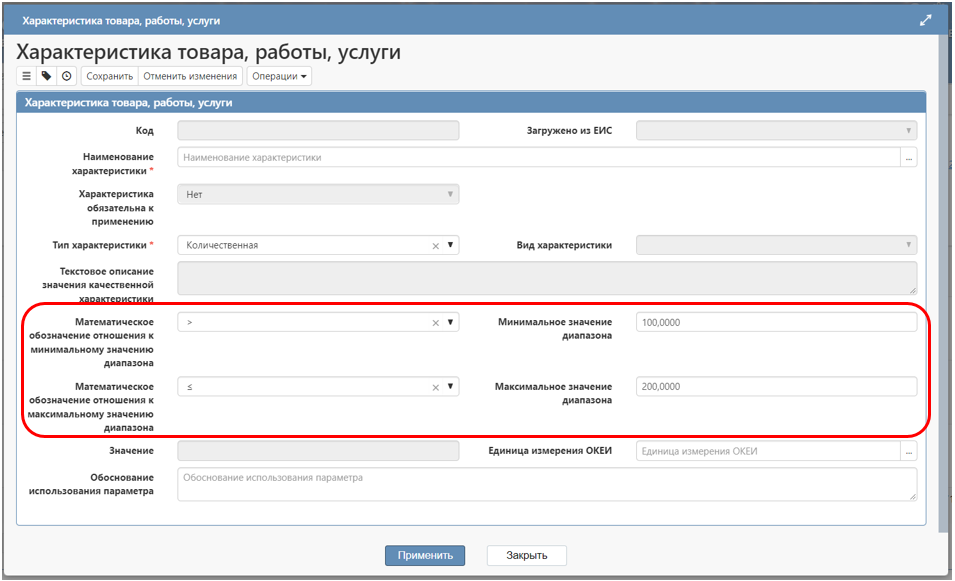 Характеристика товара, работы, услуги
Характеристика товара, работы, услуги
Сохранить Отменить изменения Операции
Характеристика товара, работы, услуги
Код Загружено из ЕИС
Наименование характеристики * Наименование характеристики ...
Характеристика обязательна к применению Нет
Тип характеристики * Количественная × Вид характеристики
Текстовое описание
значения качественной
характеристики
Математическое обозначение отношения к минимальному значению диапазона > × Минимальное значение диапазона 100,0000
Математическое обозначение отношения к максимальному значению диапазона ≤ × Максимальное значение диапазона 200,0000
Значение Единица измерения ОКЕИ Единица измерения ОКЕИ ...
Обоснование использования параметра Обоснование использования параметра
Применить Закрыть